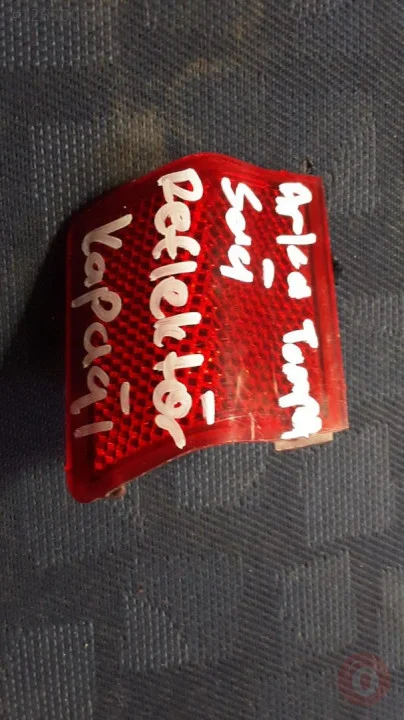 Arka Tampon
Sağ
Reflektör
Kapağı